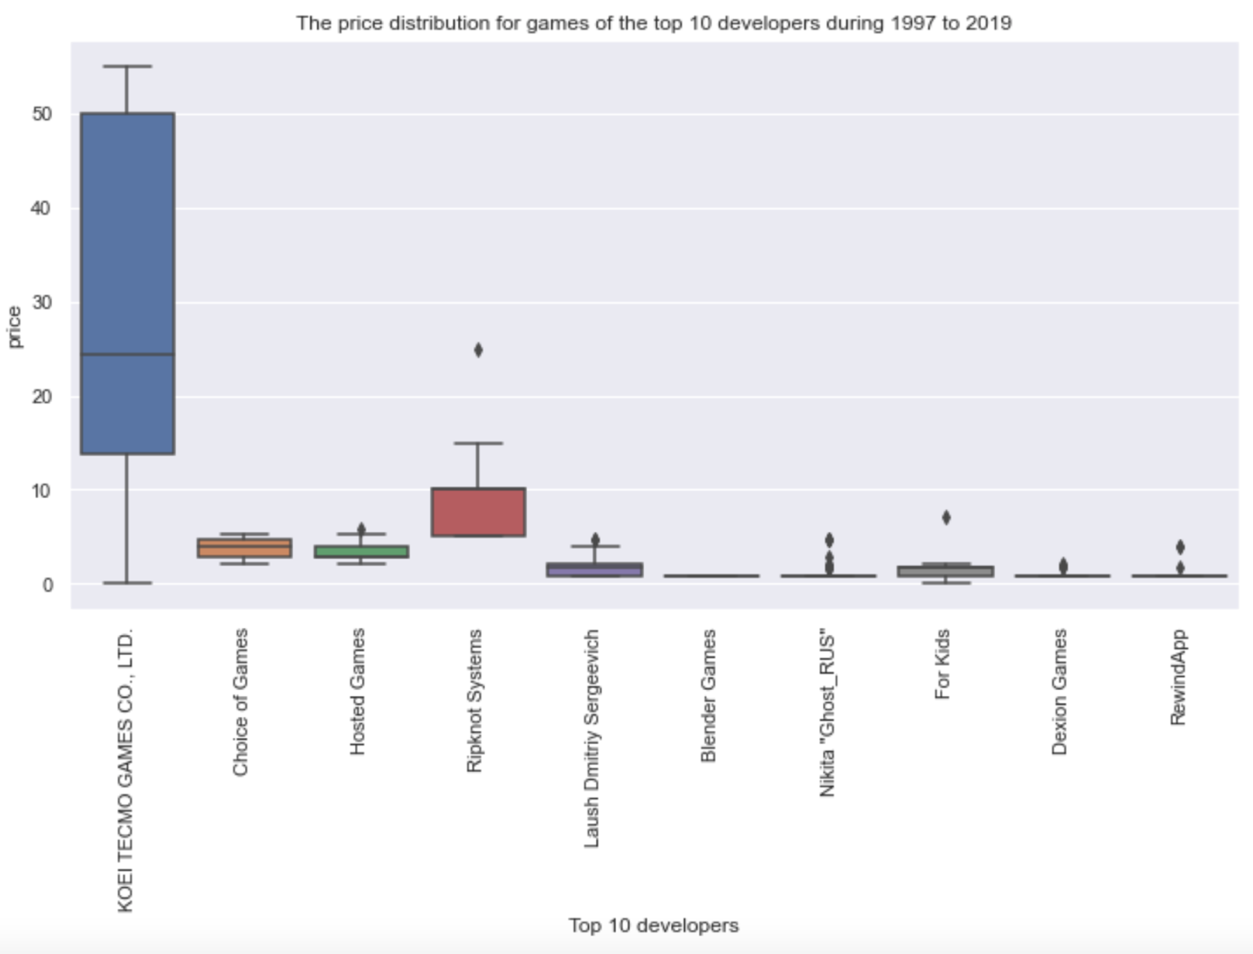 The price distribution for games of the top 10 developers during 1997 to 2019
price
50
40
30
20
10
0
KOEI TECMO GAMES CO., LTD.
Choice of Games
Hosted Games
Ripknot Systems
Laush Dmitriy Sergeevich
Blender Games
Nikita "Ghost_RUS"
For Kids
Dexion Games
RewindApp
Top 10 developers